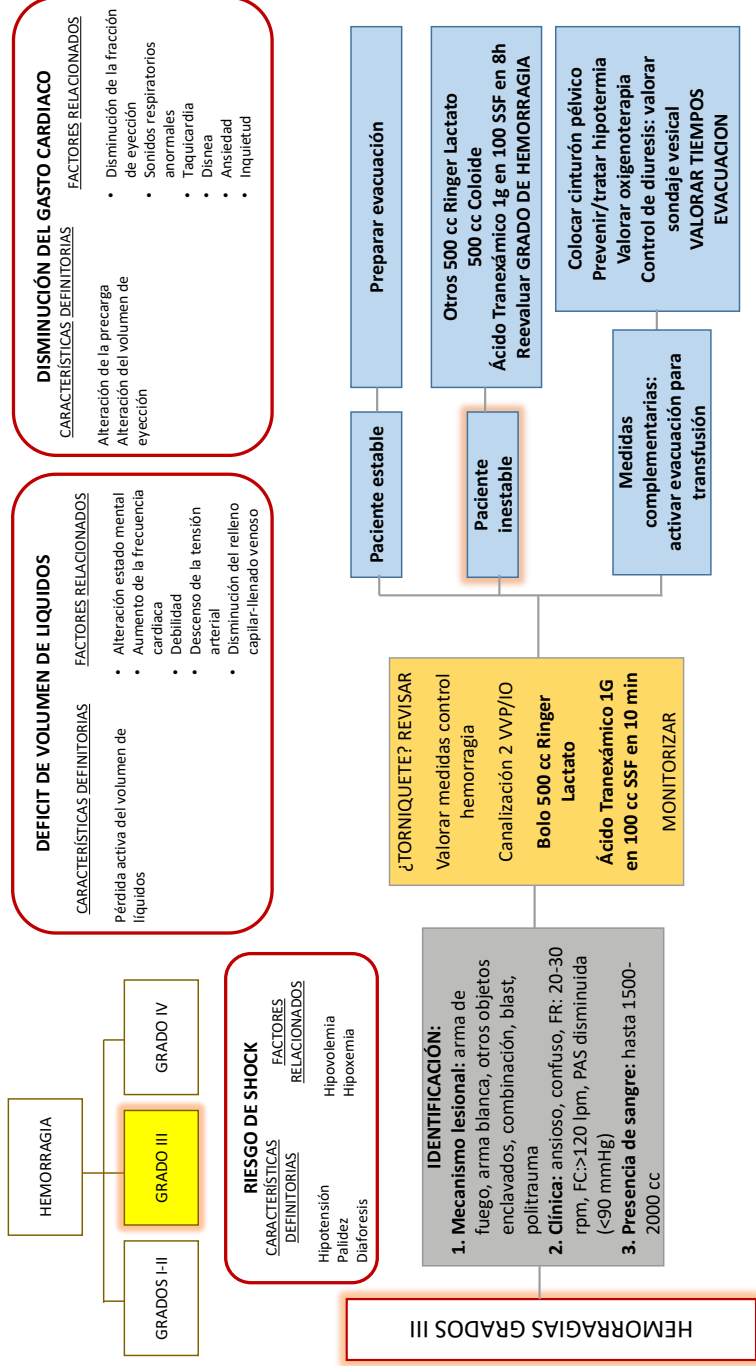 HEMORRAGIA
GRADOS I-II
GRADO III
GRADO IV
RIESGO DE SHOCK
CARACTERÍSTICAS
DEFINITORIAS
Hipotensión
Palidez
Diaforesis
FACTORES
RELACIONADOS
Hipovolemia
Hipoxemia
DEFICIT DE VOLUMEN DE LIQUIDOS
CARACTERÍSTICAS DEFINITORIAS
Pérdida activa del volumen de
líquidos
FACTORES RELACIONADOS
• Alteración estado mental
• Aumento de la frecuencia
cardiaca
• Debilidad
• Descenso de la tensión
arterial
• Disminución del relleno
capilar-llenado venoso
DISMINUCIÓN DEL GASTO CARDIACO
CARACTERÍSTICAS DEFINITORIAS
Alteración de la precarga
Alteración del volumen de
eyección
FACTORES RELACIONADOS
• Disminución de la fracción
de eyección
• Sonidos respiratorios
anormales
• Taquicardia
• Disnea
• Ansiedad
• Inquietud
HEMORRAGIAS GRADOS III
IDENTIFICACIÓN:
1. Mecanismo lesional: arma de
fuego, arma blanca, otros objetos
enclavados, combinación, blast,
politrauma
2. Clínica: ansioso, confuso, FR: 20-30
rpm, FC:>120 lpm, PAS disminuida
(<90 mmHg)
3. Presencia de sangre: hasta 1500-
2000 cc
¿TORNIQUETE? REVISAR
Valorar medidas control
hemorragia
Canalización 2 VVP/IO
Bolo 500 cc Ringer
Lactato
Ácido Tranexámico 1G
en 100 cc SSF en 10 min
MONITORIZAR
Paciente estable
Preparar evacuación
Paciente
inestable
Otros 500 cc Ringer Lactato
500 cc Coloide
Ácido Tranexámico 1g en 100 SSF en 8h
Reevaluar GRADO DE HEMORRAGIA
Medidas
complementarias:
activar evacuación para
transfusión
Colocar cinturón pélvico
Prevenir/tratar hipotermia
Valorar oxigenoterapia
Control de diuresis: valorar
sondaje vesical
VALORAR TIEMPOS
EVACUACION